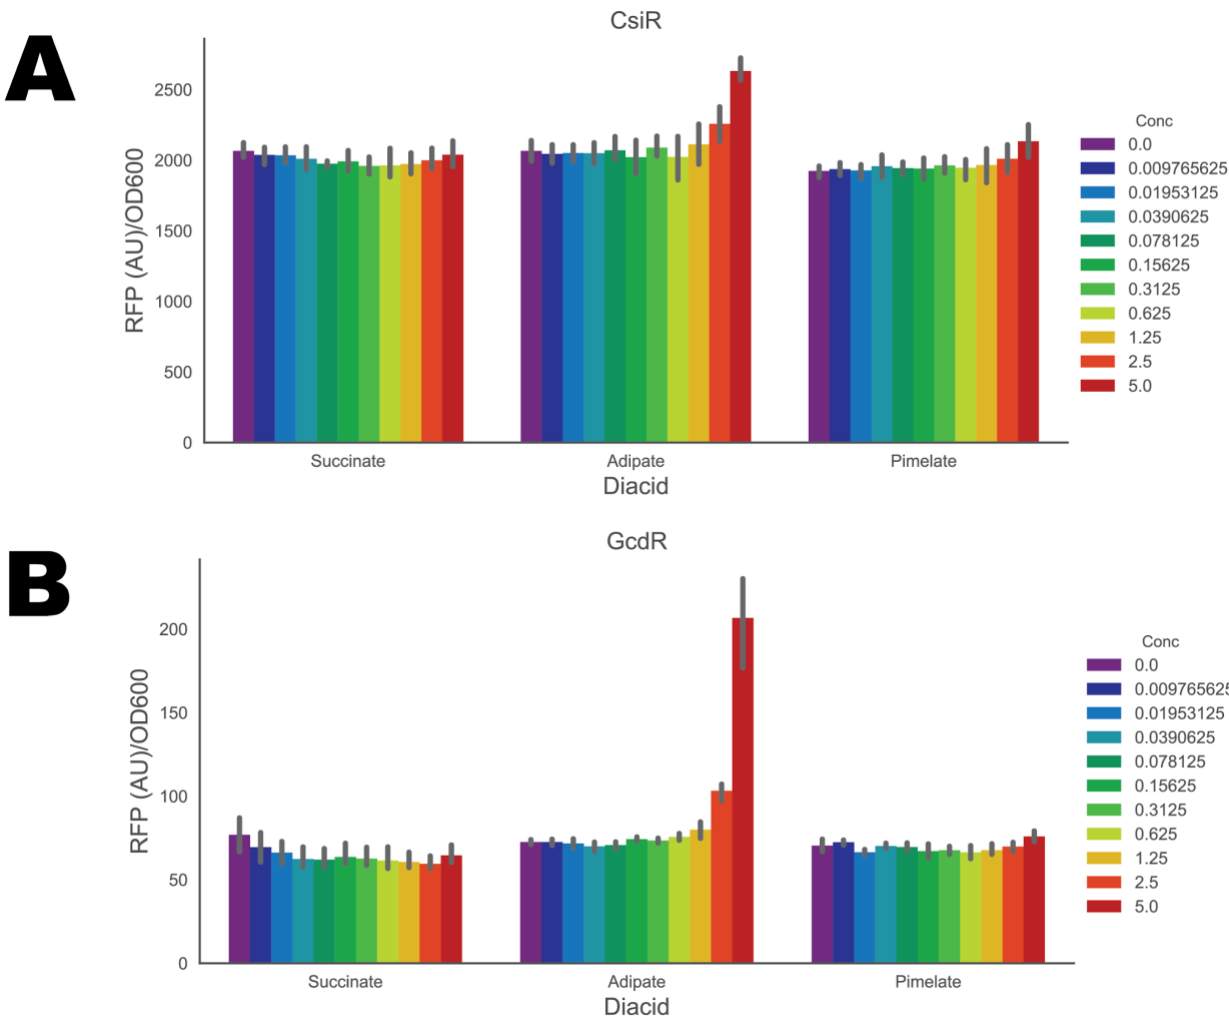 A
CsiR
RFP (AU)/OD600
2500
2000
1500
1000
500
0
Succinate
Adipate
Pimelate
Diacid
Conc
0.0
0.009765625
0.01953125
0.0390625
0.078125
0.15625
0.3125
0.625
1.25
2.5
5.0
B
GcdR
RFP (AU)/OD600
200
150
100
50
0
Succinate
Adipate
Pimelate
Diacid
Conc
0.0
0.009765625
0.01953125
0.0390625
0.078125
0.15625
0.3125
0.625
1.25
2.5
5.0